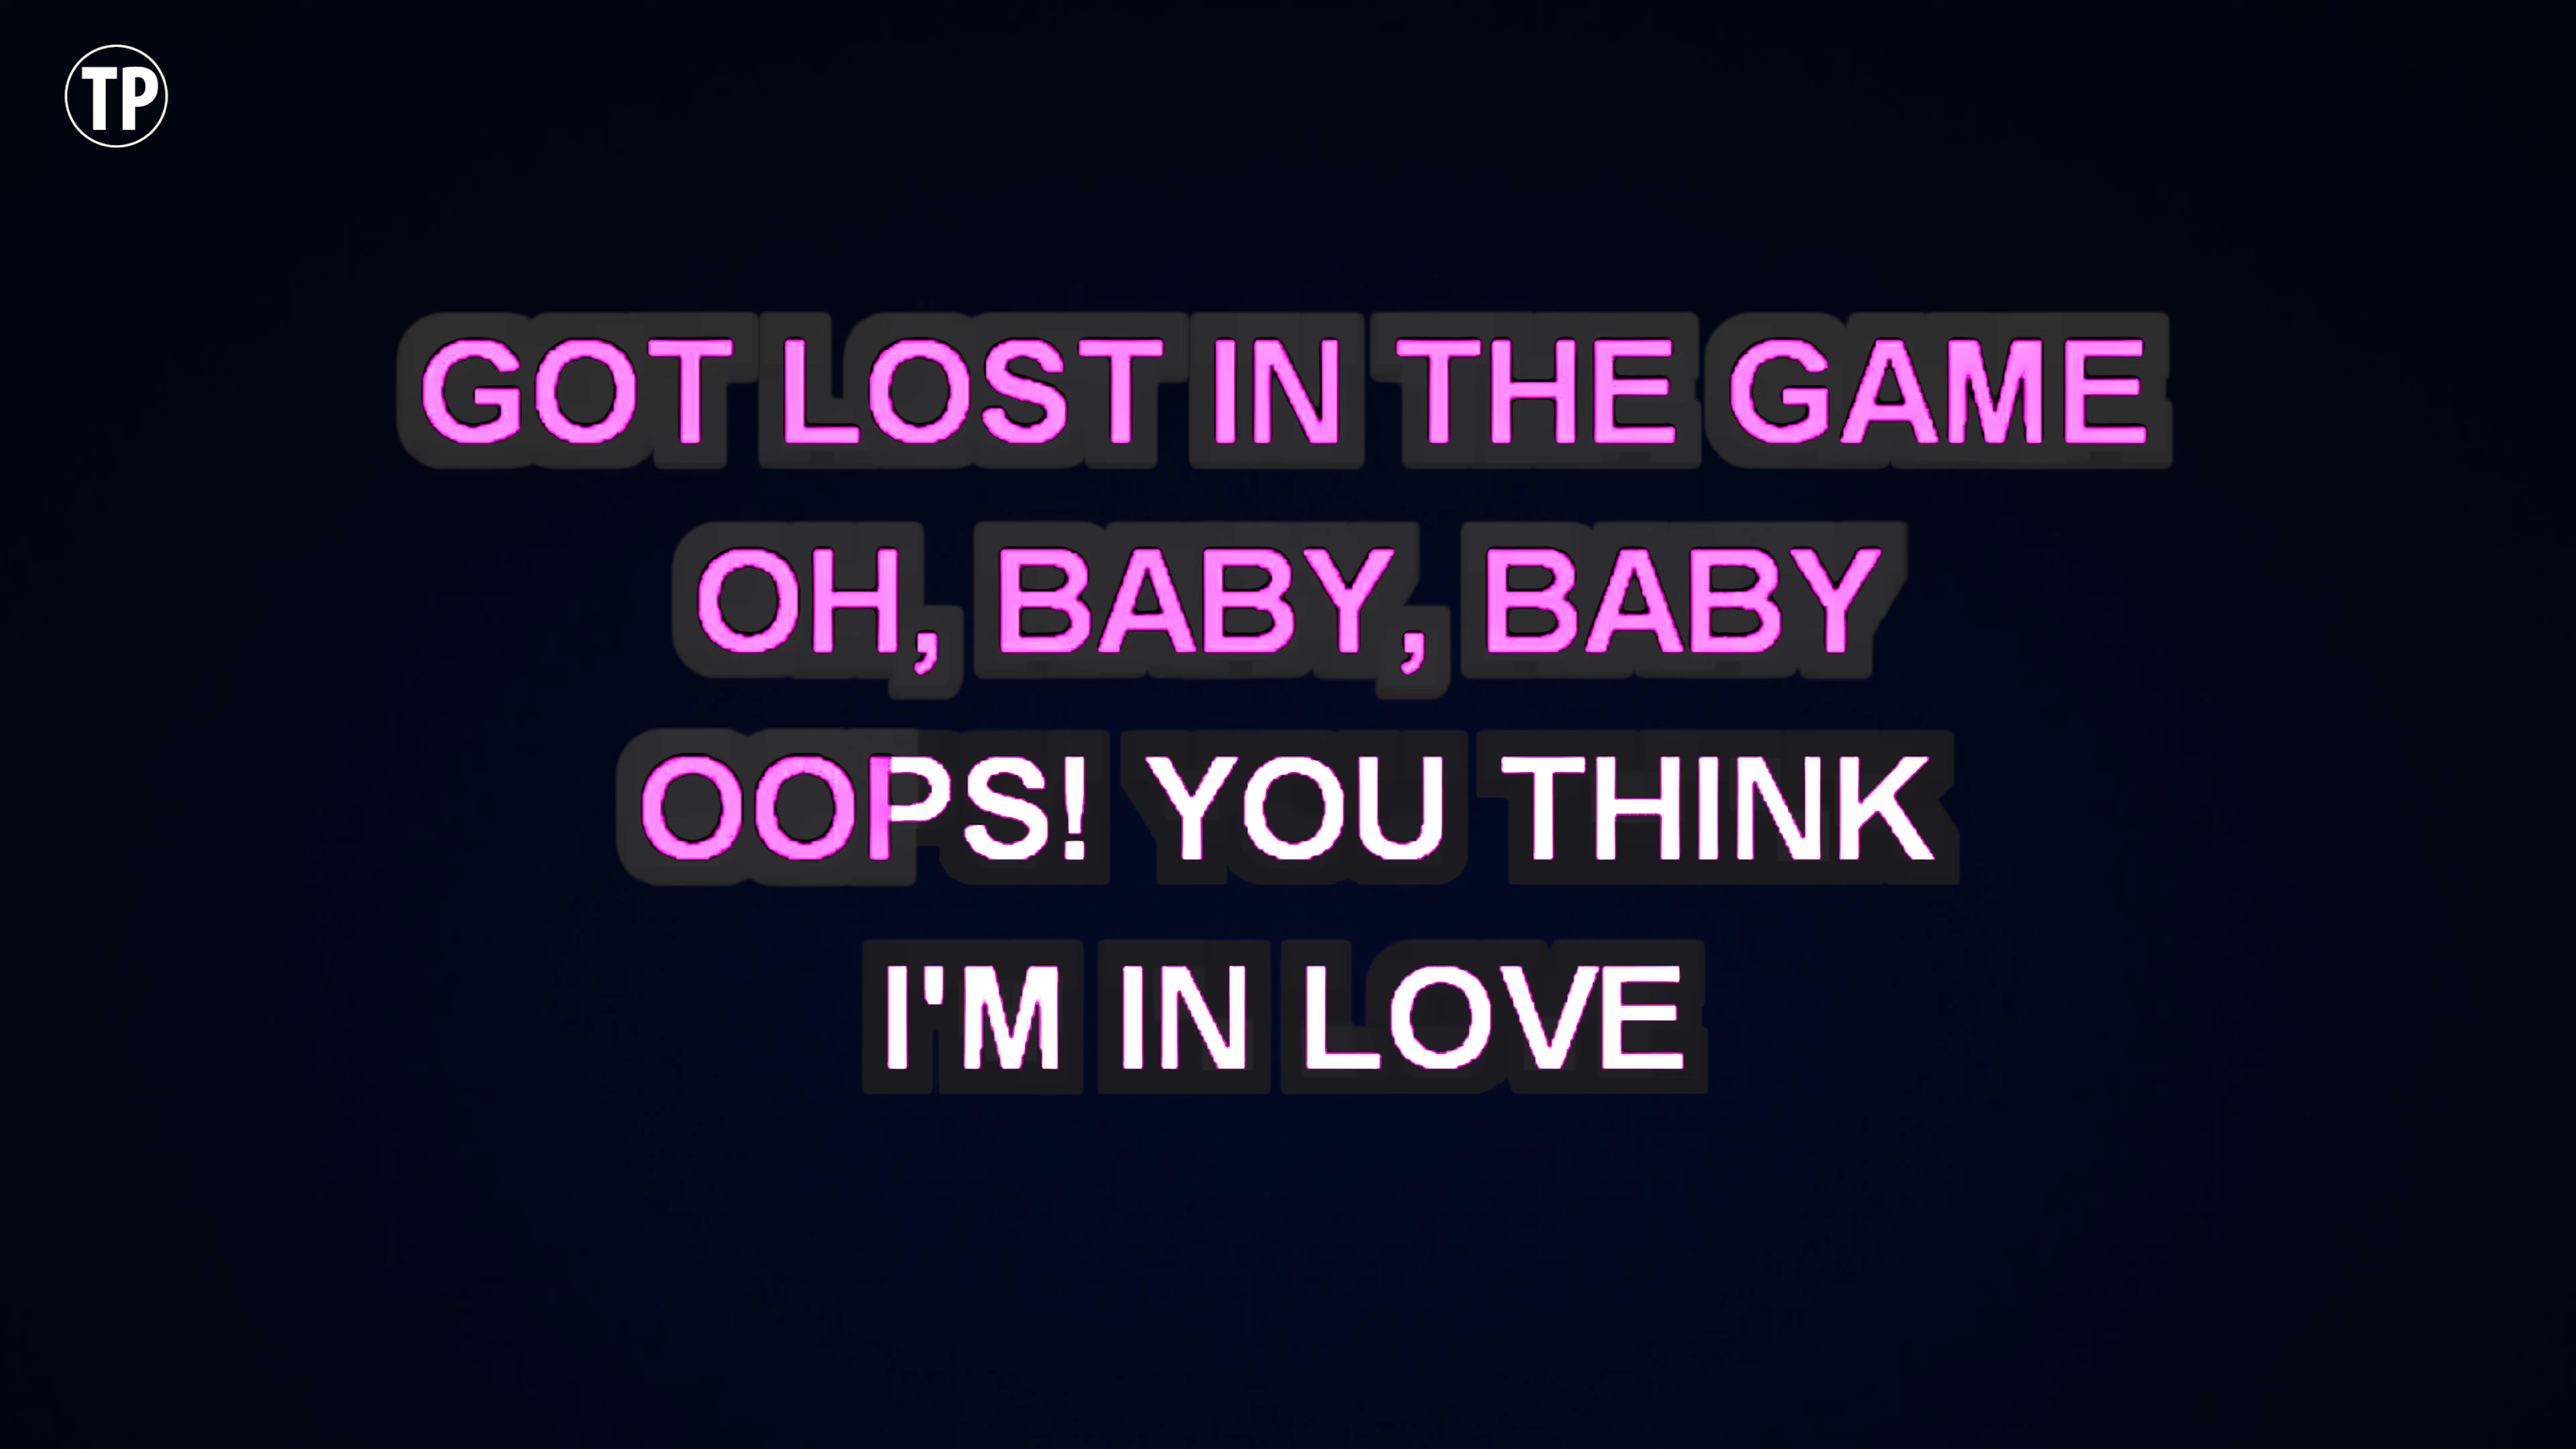 TP
GOT LOST IN THE GAME
OH, BABY, BABY
OOPS! YOU THINK
I'M IN LOVE